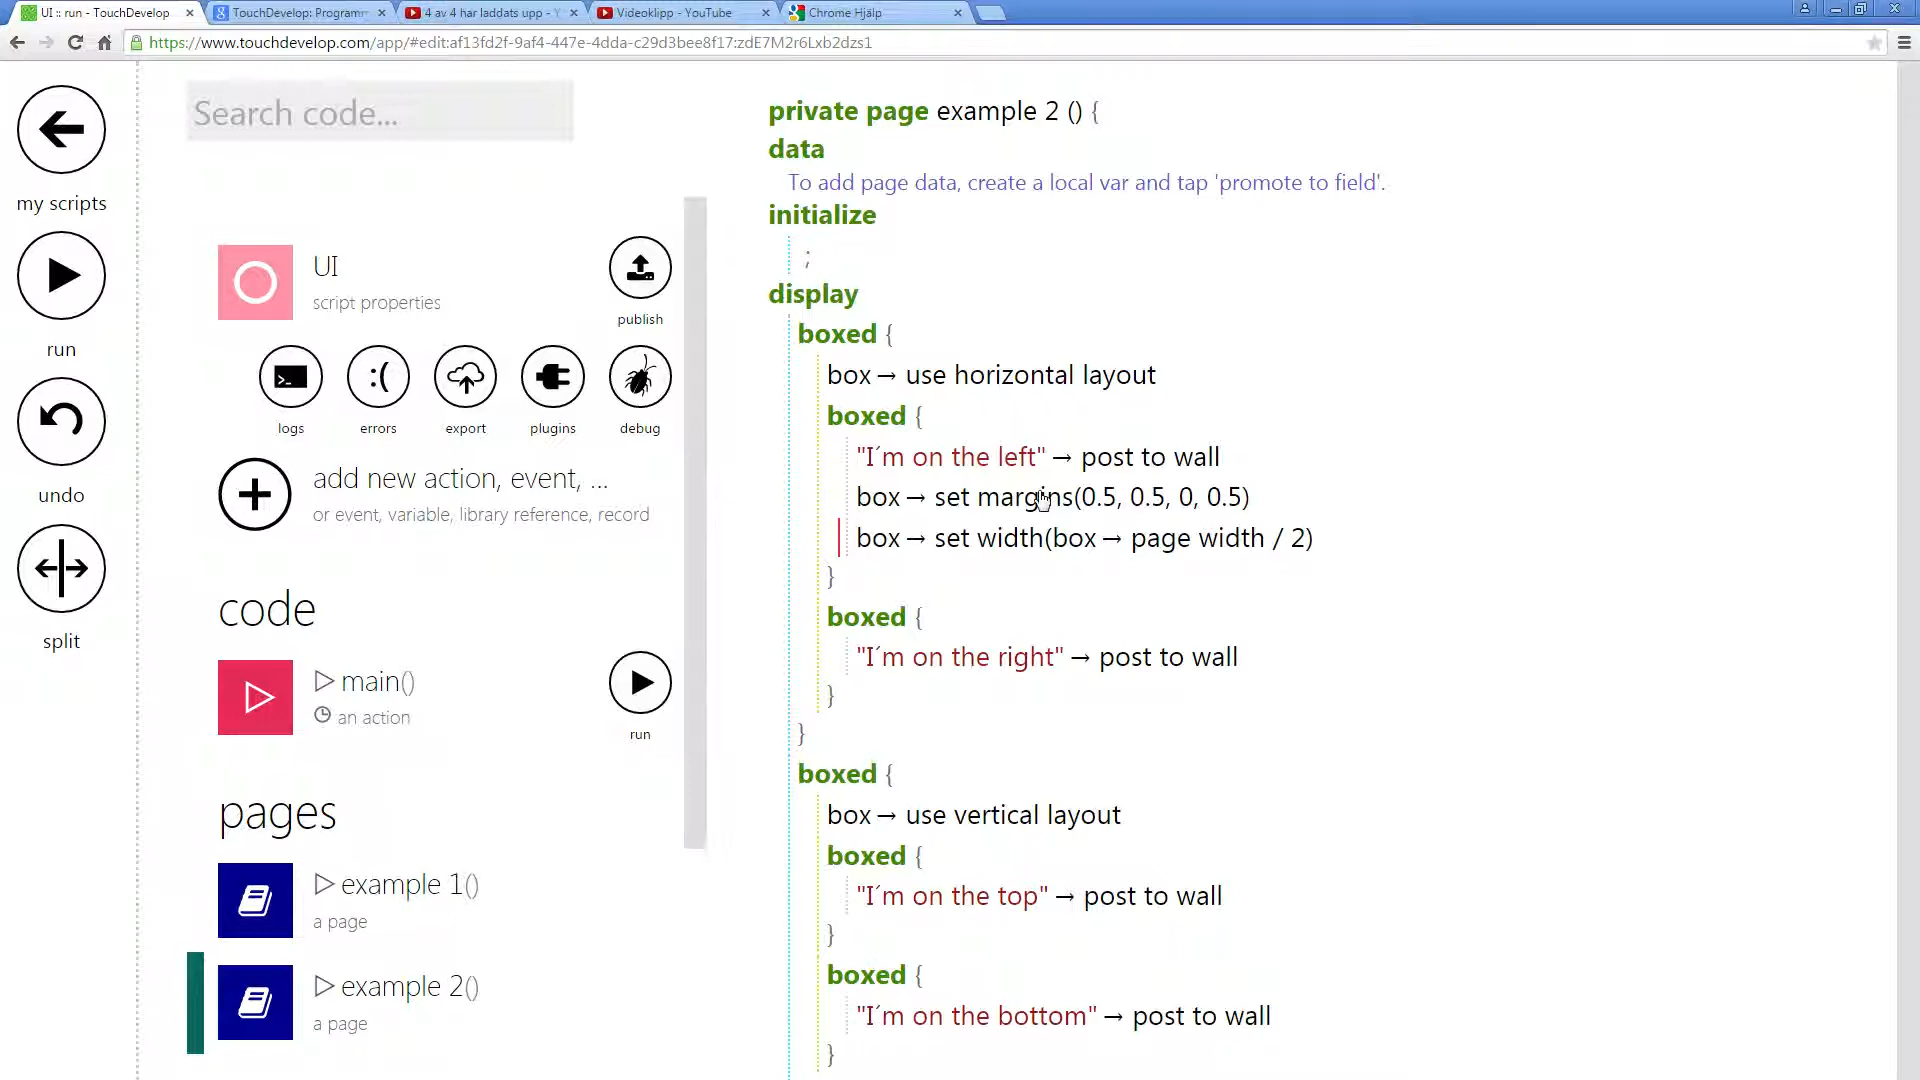 UI :: run - TouchDevelop
TouchDevelop: Programr
4 av 4 har laddats upp - Y
Videoklipp - YouTube
Chrome Hjälp
https://www.touchdevelop.com/app/#edit:af13fd2f-9af4-447e-4dda-c29d3bee8f17:zdE7M2r6Lxb2dzs1
my scripts
run
undo
split
Search code...
UI
script properties
publish
logs
errors
export
plugins
debug
add new action, event, ...
or event, variable, library reference, record
code
main()
an action
run
pages
example 1()
a page
example 2()
a page
private page example 2 () {
data
To add page data, create a local var and tap 'promote to field'.
initialize
;
display
boxed {
box → use horizontal layout
boxed {
"I´m on the left" → post to wall
box → set margins(0.5, 0.5, 0, 0.5)
box → set width(box → page width / 2)
}
boxed {
"I´m on the right" → post to wall
}
}
boxed {
box → use vertical layout
boxed {
"I´m on the top" → post to wall
}
boxed {
"I´m on the bottom" → post to wall
}